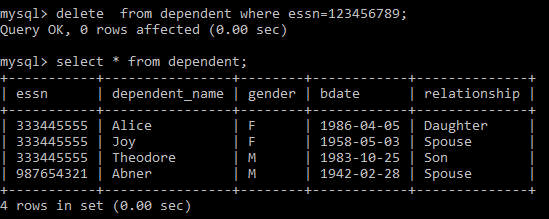 mysql> delete  from dependent where essn=123456789;
Query OK, 0 rows affected (0.00 sec)
mysql> select * from dependent;
+-----------+----------------+--------+------------+--------------+
| essn      | dependent_name | gender | bdate      | relationship |
+-----------+----------------+--------+------------+--------------+
| 333445555 | Alice          | F      | 1986-04-05 | Daughter     |
| 333445555 | Joy            | F      | 1958-05-03 | Spouse       |
| 333445555 | Theodore       | M      | 1983-10-25 | Son          |
| 987654321 | Abner          | M      | 1942-02-28 | Spouse       |
+-----------+----------------+--------+------------+--------------+
4 rows in set (0.00 sec)